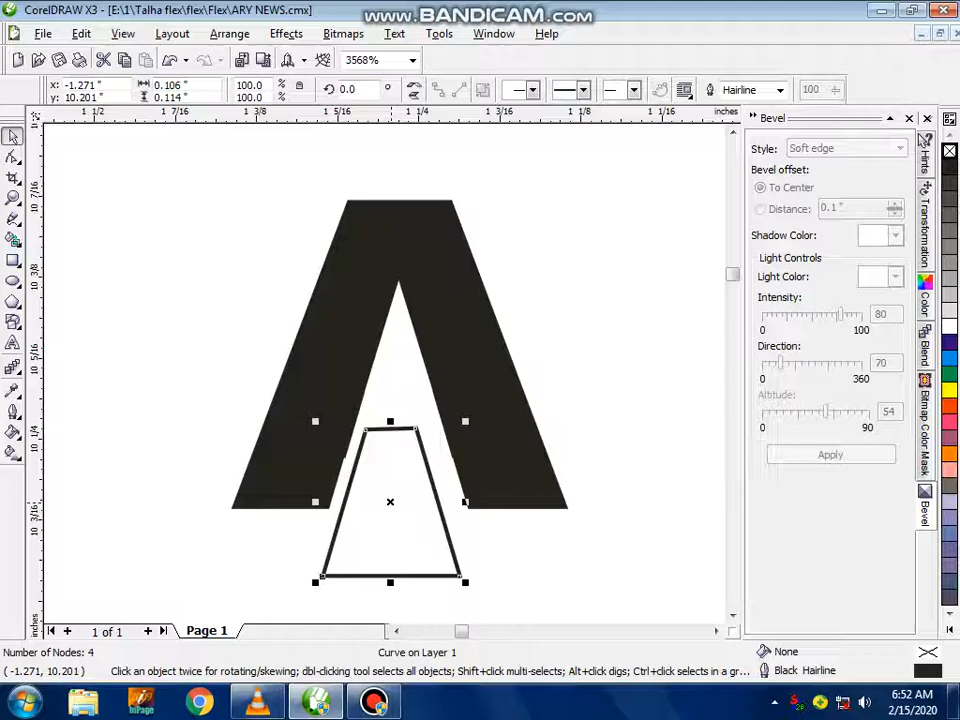 CorelDRAW X3 - [E:\1\Talha flex\flex\Flex\ARY NEWS.cmx]
www.BANDICAM.com
File Edit View Layout Arrange Effects Bitmaps Text Tools Window Help
3568%
x: -1.271 " 0.106 " 100.0 % 0.0 ° Hairline 100
y: 10.201 " 0.114 " 100.0 %
1 1/2 1 7/16 1 3/8 1 5/16 1 1/4 1 3/16 1 1/8 1 1/16 inches
10 7/16
10 3/8
10 5/16
10 1/4
10 3/16
inches
Bevel
Style: Soft edge
Bevel offset:
To Center
Distance: 0.1 "
Shadow Color:
Light Controls
Light Color:
Intensity:
80
0 100
Direction:
70
0 360
Altitude:
54
0 90
Apply
Hints
Transformation
Color
Blend
Bitmap Color Mask
Bevel
A
1 of 1 Page 1
Number of Nodes: 4 Curve on Layer 1 None
( -1.271, 10.201) Click an object twice for rotating/skewing; dbl-clicking tool selects all objects; Shift+click multi-selects; Alt+click digs; Ctrl+click selects in a gr... Black Hairline
InPage
6:52 AM
2/15/2020